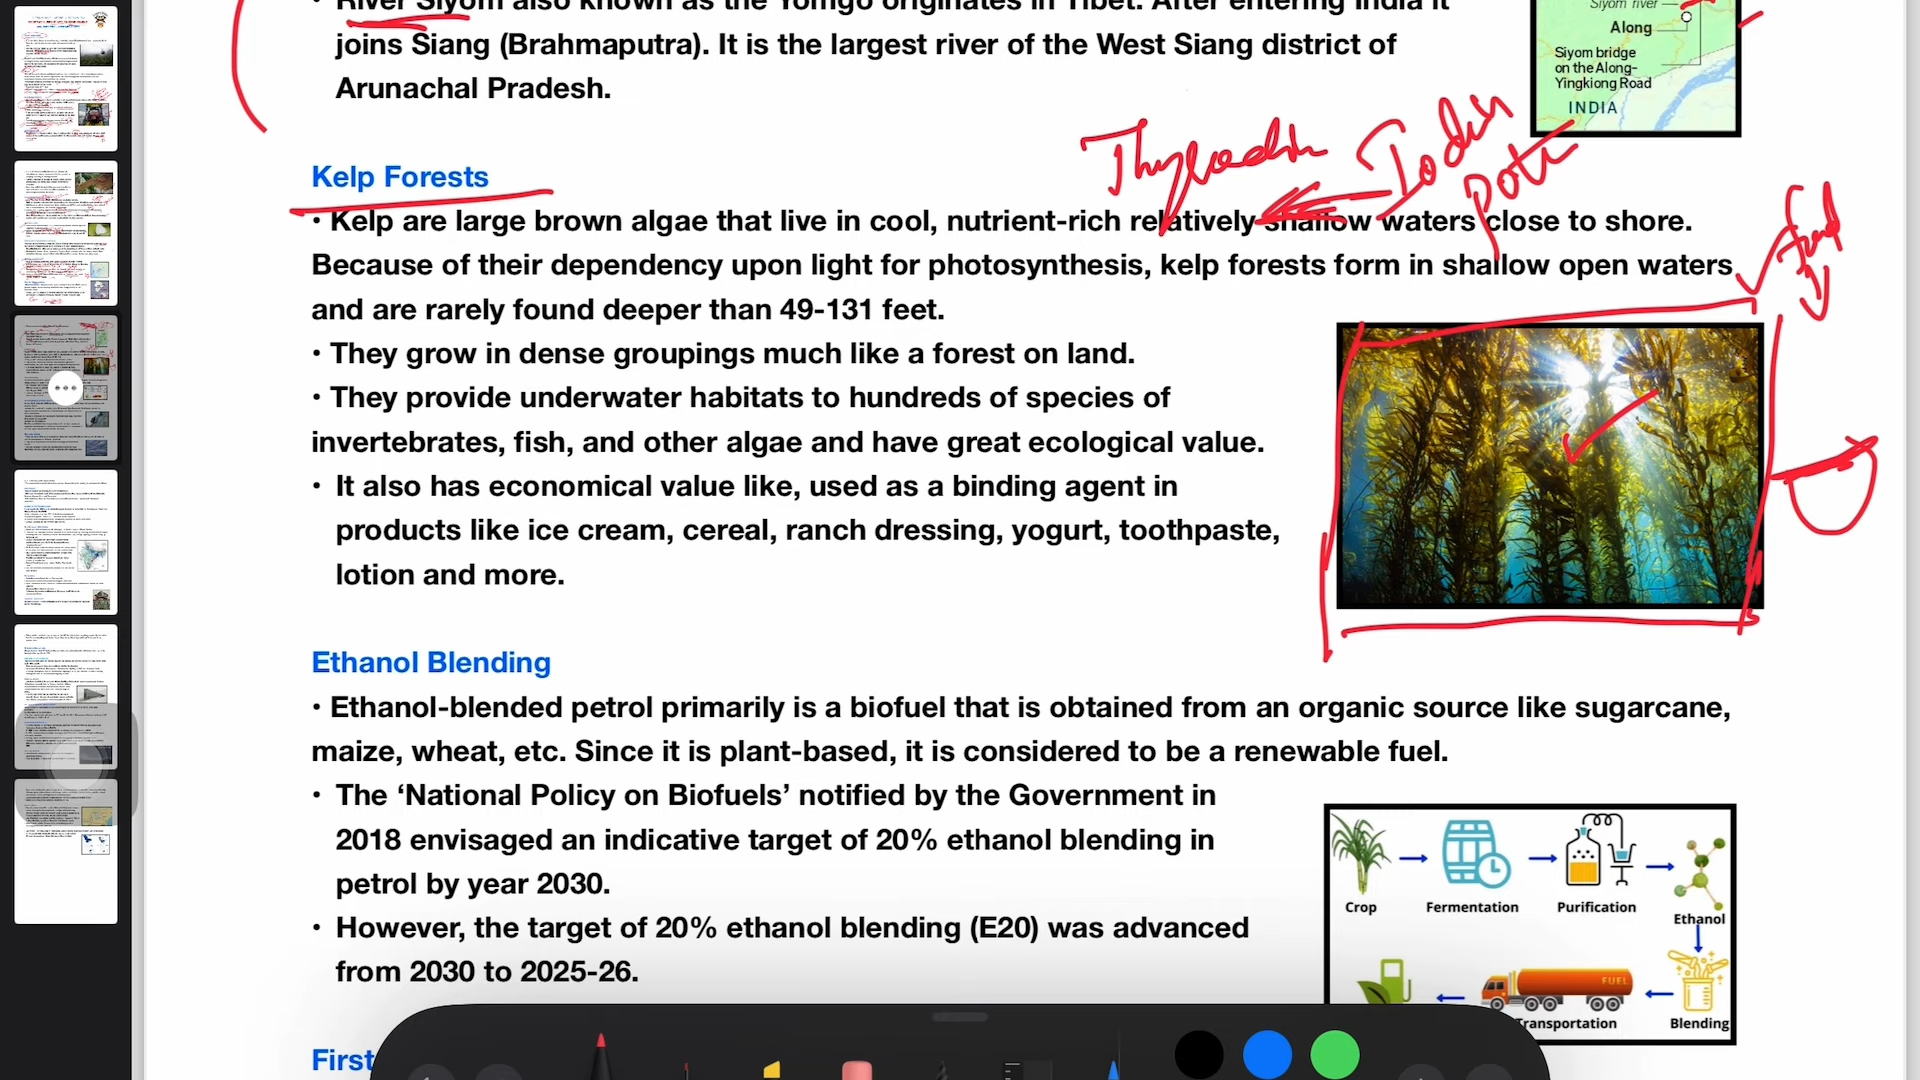 River Siyom also known as the Yomgo originates in Tibet. After entering India it
joins Siang (Brahmaputra). It is the largest river of the West Siang district of
Arunachal Pradesh.
Siyom river
Along
Siyom bridge
on the Along-
Yingkiong Road
INDIA
Kelp Forests
• Kelp are large brown algae that live in cool, nutrient-rich relatively shallow waters close to shore.
Because of their dependency upon light for photosynthesis, kelp forests form in shallow open waters
and are rarely found deeper than 49-131 feet.
• They grow in dense groupings much like a forest on land.
• They provide underwater habitats to hundreds of species of
invertebrates, fish, and other algae and have great ecological value.
• It also has economical value like, used as a binding agent in
products like ice cream, cereal, ranch dressing, yogurt, toothpaste,
lotion and more.
Ethanol Blending
• Ethanol-blended petrol primarily is a biofuel that is obtained from an organic source like sugarcane,
maize, wheat, etc. Since it is plant-based, it is considered to be a renewable fuel.
• The ‘National Policy on Biofuels’ notified by the Government in
2018 envisaged an indicative target of 20% ethanol blending in
petrol by year 2030.
• However, the target of 20% ethanol blending (E20) was advanced
from 2030 to 2025-26.
Crop
Fermentation
Purification
Ethanol
FUEL
Transportation
Blending
First